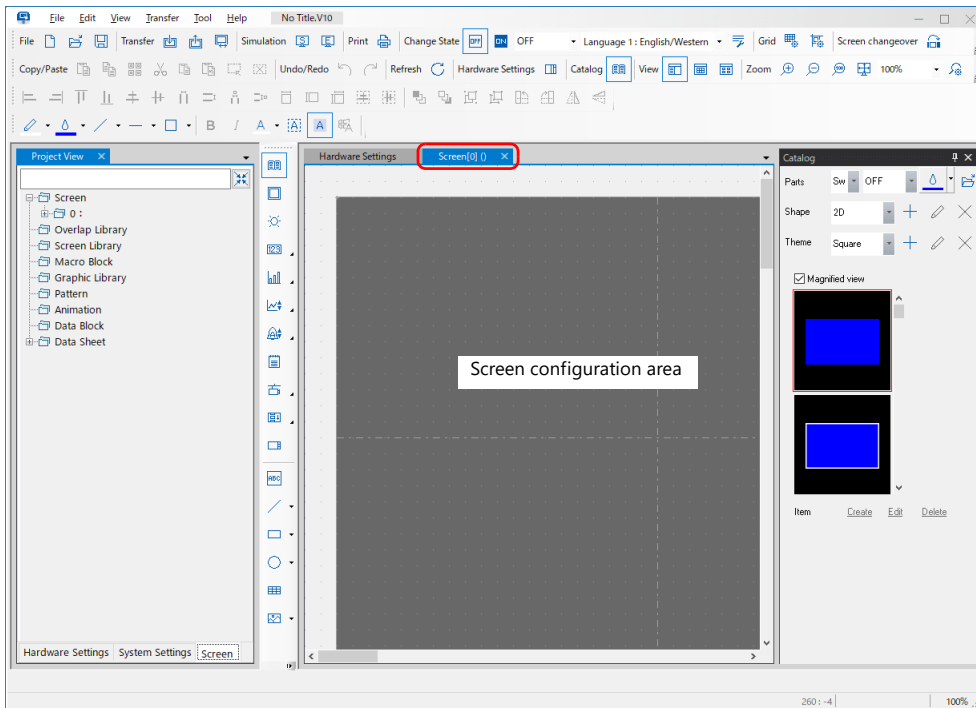 File Edit View Transfer Tool Help No Title.V10
File Transfer Simulation S E Print Change State OFF ON OFF Language 1 : English/Western Grid Screen changeover
Copy/Paste Undo/Redo Refresh Hardware Settings Catalog View Zoom 100%
B I A A A
Project View Hardware Settings Screen[0] () Catalog
Parts Sw OFF
Shape 2D
Theme Square
Magnified view
Screen
0 :
Overlap Library
Screen Library
Macro Block
Graphic Library
Pattern
Animation
Data Block
Data Sheet
123
ABC
Screen configuration area
Item Create Edit Delete
Hardware Settings System Settings Screen
260 : -4 100%